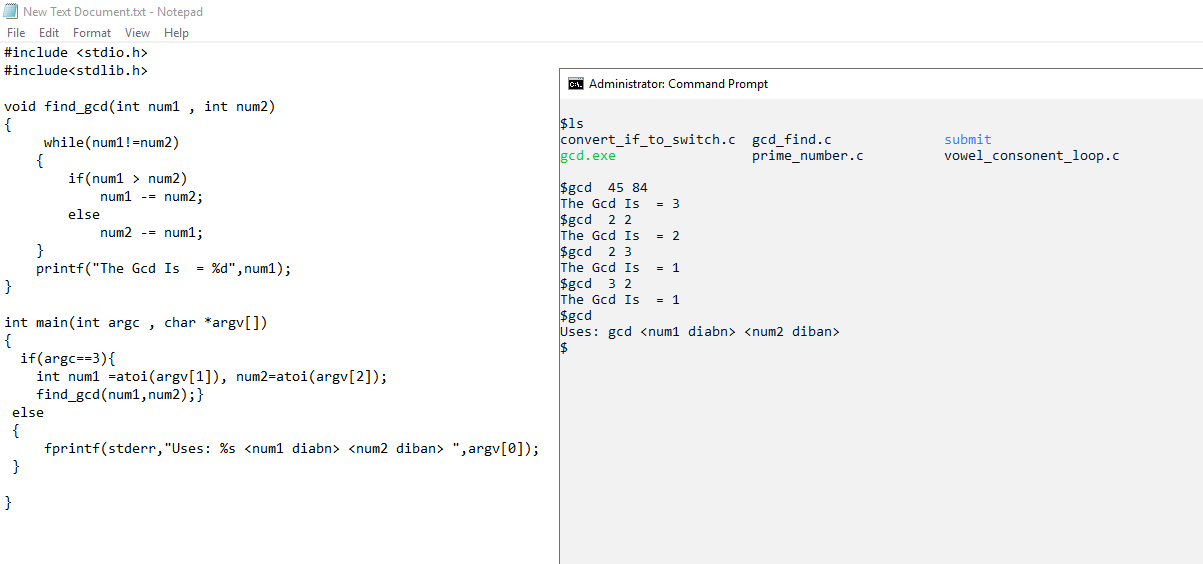 New Text Document.txt - Notepad
File Edit Format View Help
#include <stdio.h>
#include<stdlib.h>
void find_gcd(int num1 , int num2)
{
     while(num1!=num2)
    {
        if(num1 > num2)
            num1 -= num2;
        else
            num2 -= num1;
    }
    printf("The Gcd Is  = %d",num1);
}
int main(int argc , char *argv[])
{
  if(argc==3){
    int num1 =atoi(argv[1]), num2=atoi(argv[2]);
    find_gcd(num1,num2);}
 else
 {
     fprintf(stderr,"Uses: %s <num1 diabn> <num2 diban> ",argv[0]);
 }
}
Administrator: Command Prompt
$ls
convert_if_to_switch.c  gcd_find.c              submit
gcd.exe                 prime_number.c          vowel_consonent_loop.c
$gcd  45 84
The Gcd Is  = 3
$gcd  2 2
The Gcd Is  = 2
$gcd  2 3
The Gcd Is  = 1
$gcd  3 2
The Gcd Is  = 1
$gcd
Uses: gcd <num1 diabn> <num2 diban>
$